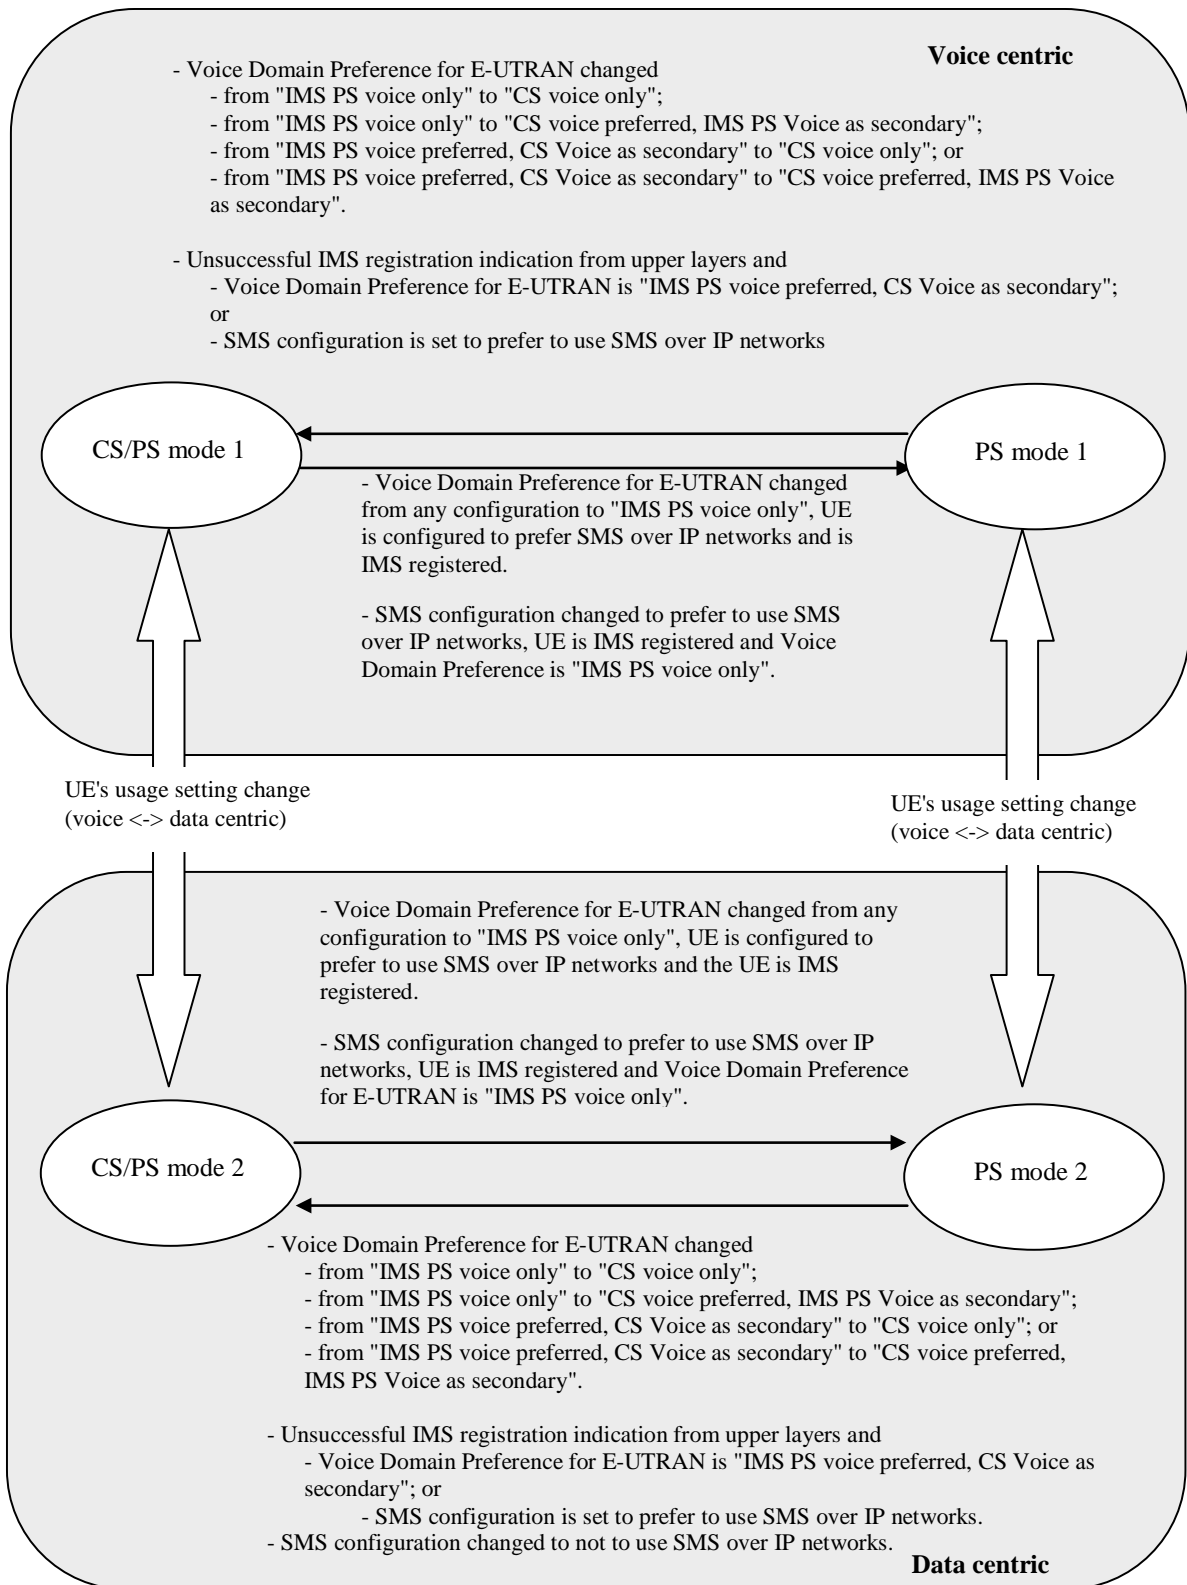 Voice centric
- Voice Domain Preference for E-UTRAN changed
- from "IMS PS voice only" to "CS voice only";
- from "IMS PS voice only" to "CS voice preferred, IMS PS Voice as secondary";
- from "IMS PS voice preferred, CS Voice as secondary" to "CS voice only"; or
- from "IMS PS voice preferred, CS Voice as secondary" to "CS voice preferred, IMS PS Voice
as secondary".
- Unsuccessful IMS registration indication from upper layers and
- Voice Domain Preference for E-UTRAN is "IMS PS voice preferred, CS Voice as secondary";
or
- SMS configuration is set to prefer to use SMS over IP networks
CS/PS mode 1
PS mode 1
- Voice Domain Preference for E-UTRAN changed
from any configuration to "IMS PS voice only", UE
is configured to prefer SMS over IP networks and is
IMS registered.
- SMS configuration changed to prefer to use SMS
over IP networks, UE is IMS registered and Voice
Domain Preference is "IMS PS voice only".
UE's usage setting change
(voice <-> data centric)
UE's usage setting change
(voice <-> data centric)
- Voice Domain Preference for E-UTRAN changed from any
configuration to "IMS PS voice only", UE is configured to
prefer to use SMS over IP networks and the UE is IMS
registered.
- SMS configuration changed to prefer to use SMS over IP
networks, UE is IMS registered and Voice Domain Preference
for E-UTRAN is "IMS PS voice only".
CS/PS mode 2
PS mode 2
- Voice Domain Preference for E-UTRAN changed
- from "IMS PS voice only" to "CS voice only";
- from "IMS PS voice only" to "CS voice preferred, IMS PS Voice as secondary";
- from "IMS PS voice preferred, CS Voice as secondary" to "CS voice only"; or
- from "IMS PS voice preferred, CS Voice as secondary" to "CS voice preferred,
IMS PS Voice as secondary".
- Unsuccessful IMS registration indication from upper layers and
- Voice Domain Preference for E-UTRAN is "IMS PS voice preferred, CS Voice as
secondary"; or
- SMS configuration is set to prefer to use SMS over IP networks.
- SMS configuration changed to not to use SMS over IP networks.
Data centric